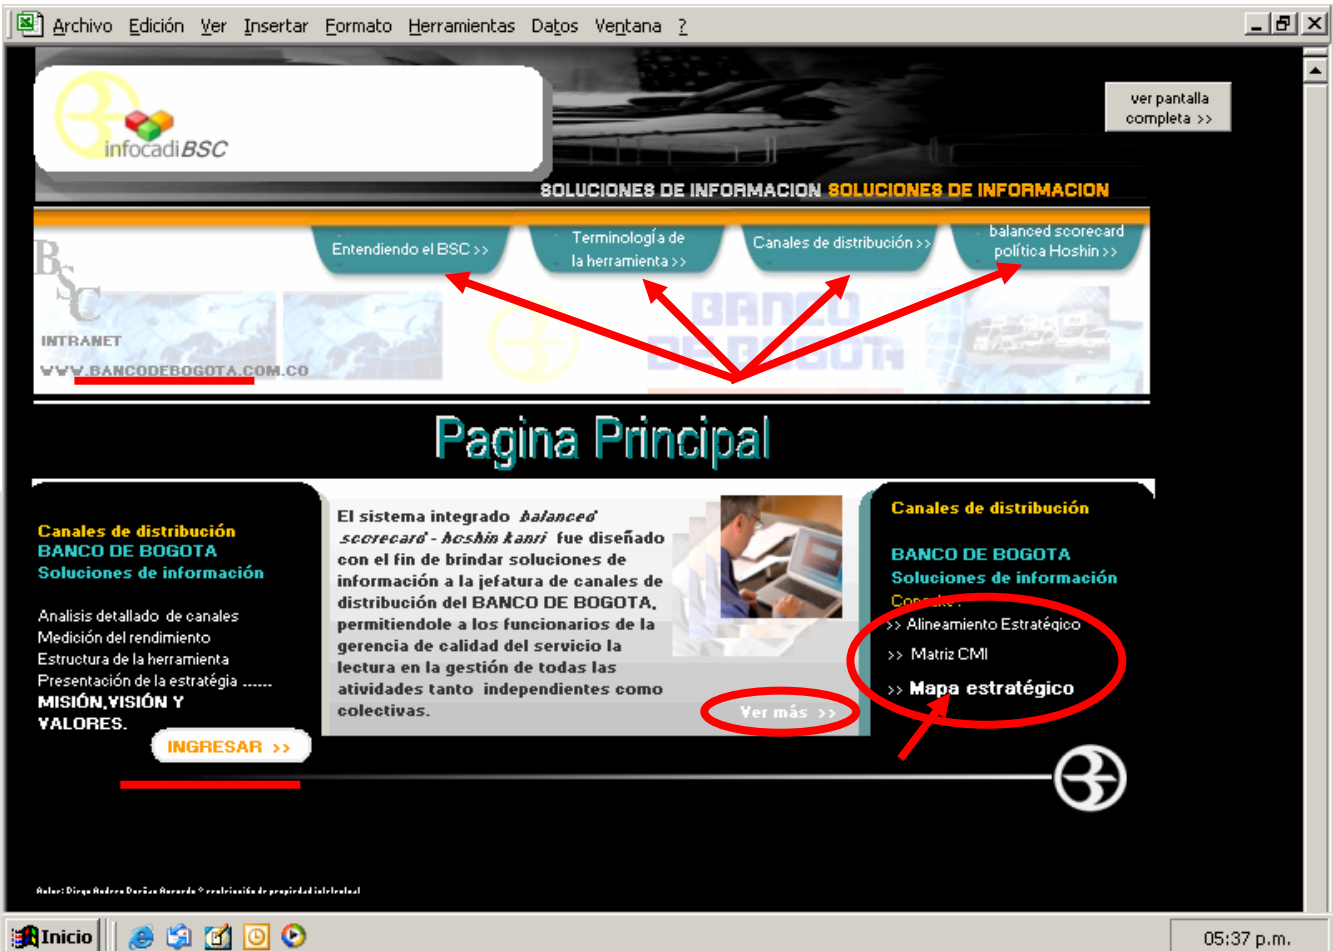 Archivo Edición Ver Insertar Formato Herramientas Datos Ventana ?
ver pantalla
completa >>
infocadiBSC
SOLUCIONES DE INFORMACION SOLUCIONES DE INFORMACION
Entendiendo el BSC >>
Terminología de
la herramienta >>
Canales de distribución >>
balanced scorecard
política Hoshin >>
BSC
BANCO
DE BOGOTA
INTRANET
WWW.BANCODEBOGOTA.COM.CO
Pagina Principal
Canales de distribución
BANCO DE BOGOTA
Soluciones de información
Analisis detallado de canales
Medición del rendimiento
Estructura de la herramienta
Presentación de la estratégia ......
MISIÓN,VISIÓN Y
VALORES.
INGRESAR >>
El sistema integrado balanced
scorecard - hoshin kanri fue diseñado
con el fin de brindar soluciones de
información a la jefatura de canales de
distribución del BANCO DE BOGOTA,
permitiendole a los funcionarios de la
gerencia de calidad del servicio la
lectura en la gestión de todas las
atividades tanto independientes como
colectivas.
Ver más >>
Canales de distribución
BANCO DE BOGOTA
Soluciones de información
>> Alineamiento Estratégico
>> Matriz CMI
>> Mapa estratégico
Inicio
05:37 p.m.